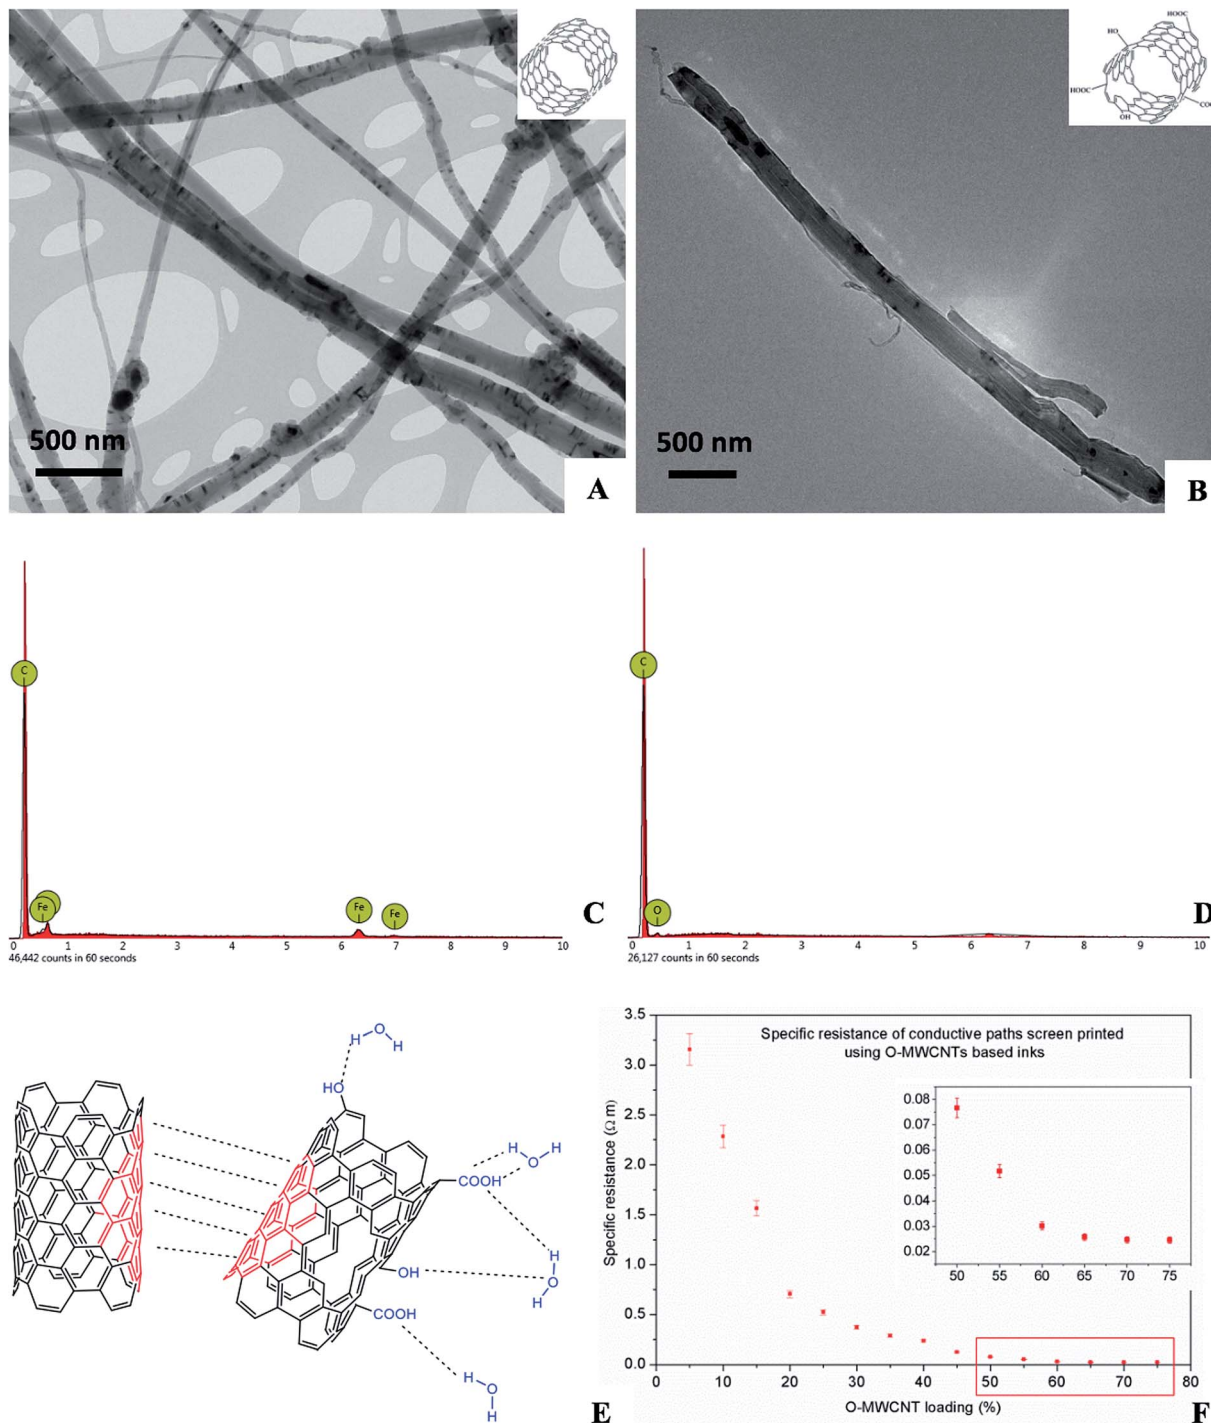 HOOC
HO
HOOC
OH
500 nm
A
500 nm
B
C
Fe
Fe
Fe
C
0 1 2 3 4 5 6 7 8 9 10
46,442 counts in 60 seconds
C
O
D
0 1 2 3 4 5 6 7 8 9 10
26,127 counts in 60 seconds
H O H
HO
H O H
COOH
H O H
OH
COOH
H O H
E
Specific resistance of conductive paths screen printed
using O-MWCNTs based inks
Specific resistance (Ω m)
3.5
3.0
2.5
2.0
1.5
1.0
0.5
0.0
0.08
0.07
0.06
0.05
0.04
0.03
0.02
50 55 60 65 70 75
0 10 20 30 40 50 60 70 80
O-MWCNT loading (%)
F